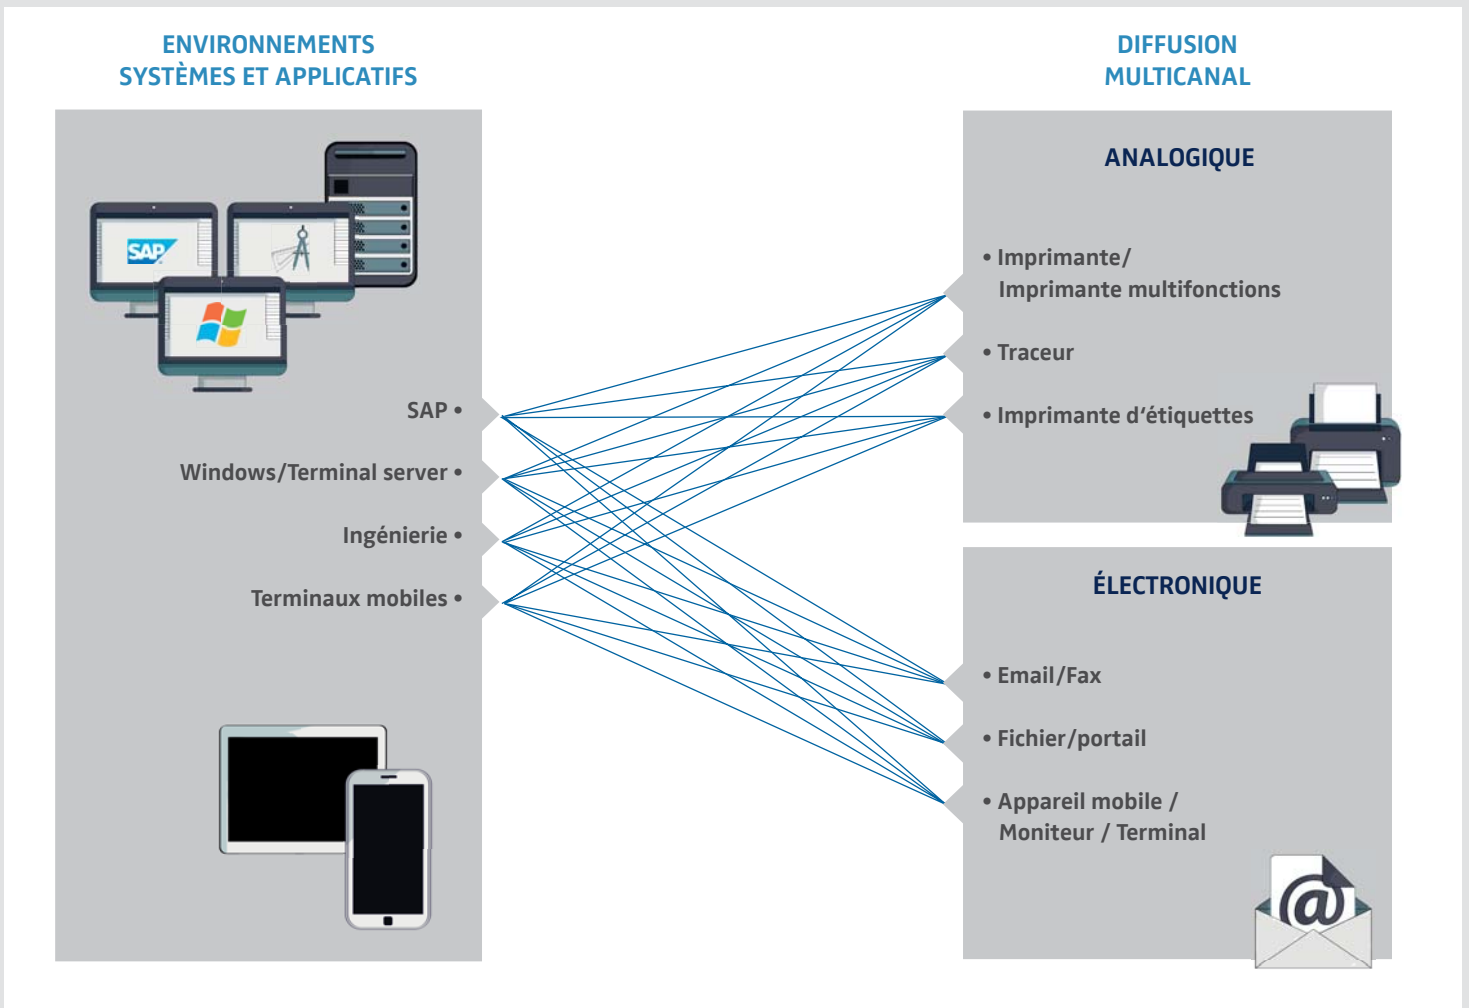 ENVIRONNEMENTS
SYSTÈMES ET APPLICATIFS
SAP
SAP •
Windows/Terminal server •
Ingénierie •
Terminaux mobiles •
DIFFUSION
MULTICANAL
ANALOGIQUE
• Imprimante/
Imprimante multifonctions
• Traceur
• Imprimante d‘étiquettes
ÉLECTRONIQUE
• Email/Fax
• Fichier/portail
• Appareil mobile /
Moniteur / Terminal
@